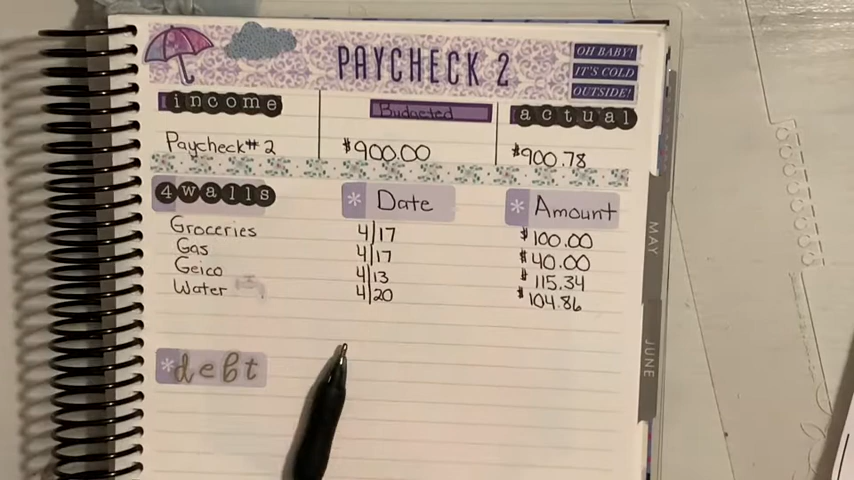 PAYCHECK 2
OH BABY!
IT'S COLD
OUTSIDE!
income Budgeted actual
Paycheck# 2 $900.00 $900.78
4 walls * Date * Amount
Groceries 4|17 $100.00
Gas 4|17 $40.00
Geico 4|13 $115.34
Water 4|20 $104.86
*debt
MAY
JUNE